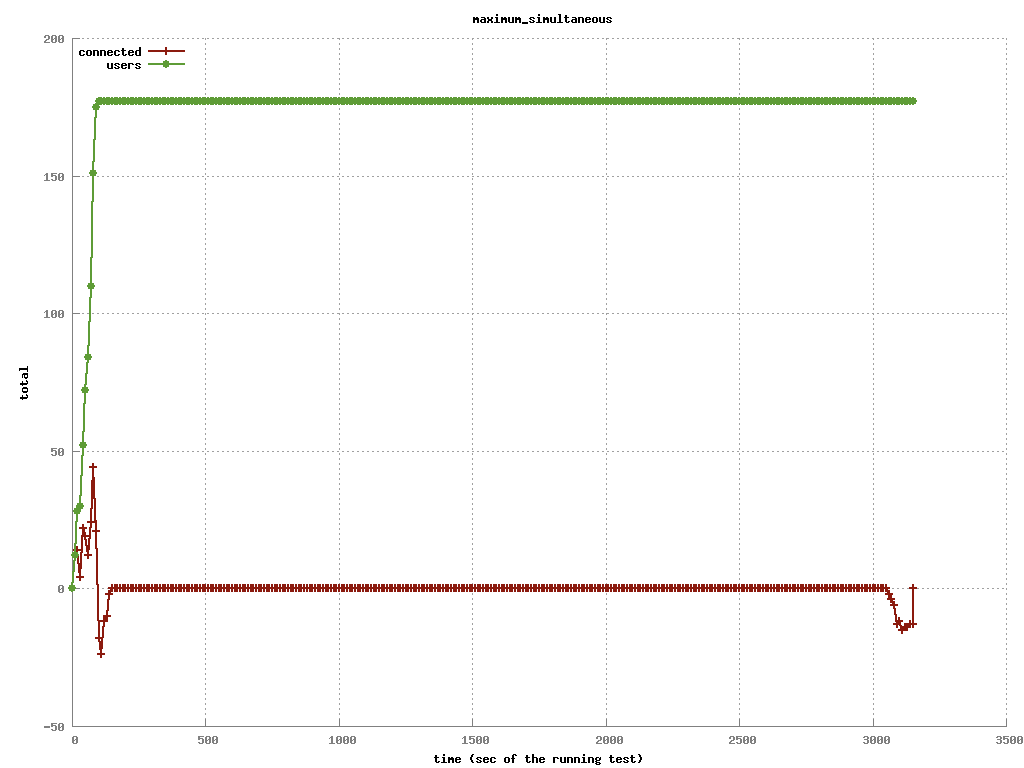 maximum_simultaneous
connected
users
200
150
100
50
0
-50
total
0 500 1000 1500 2000 2500 3000 3500
time (sec of the running test)